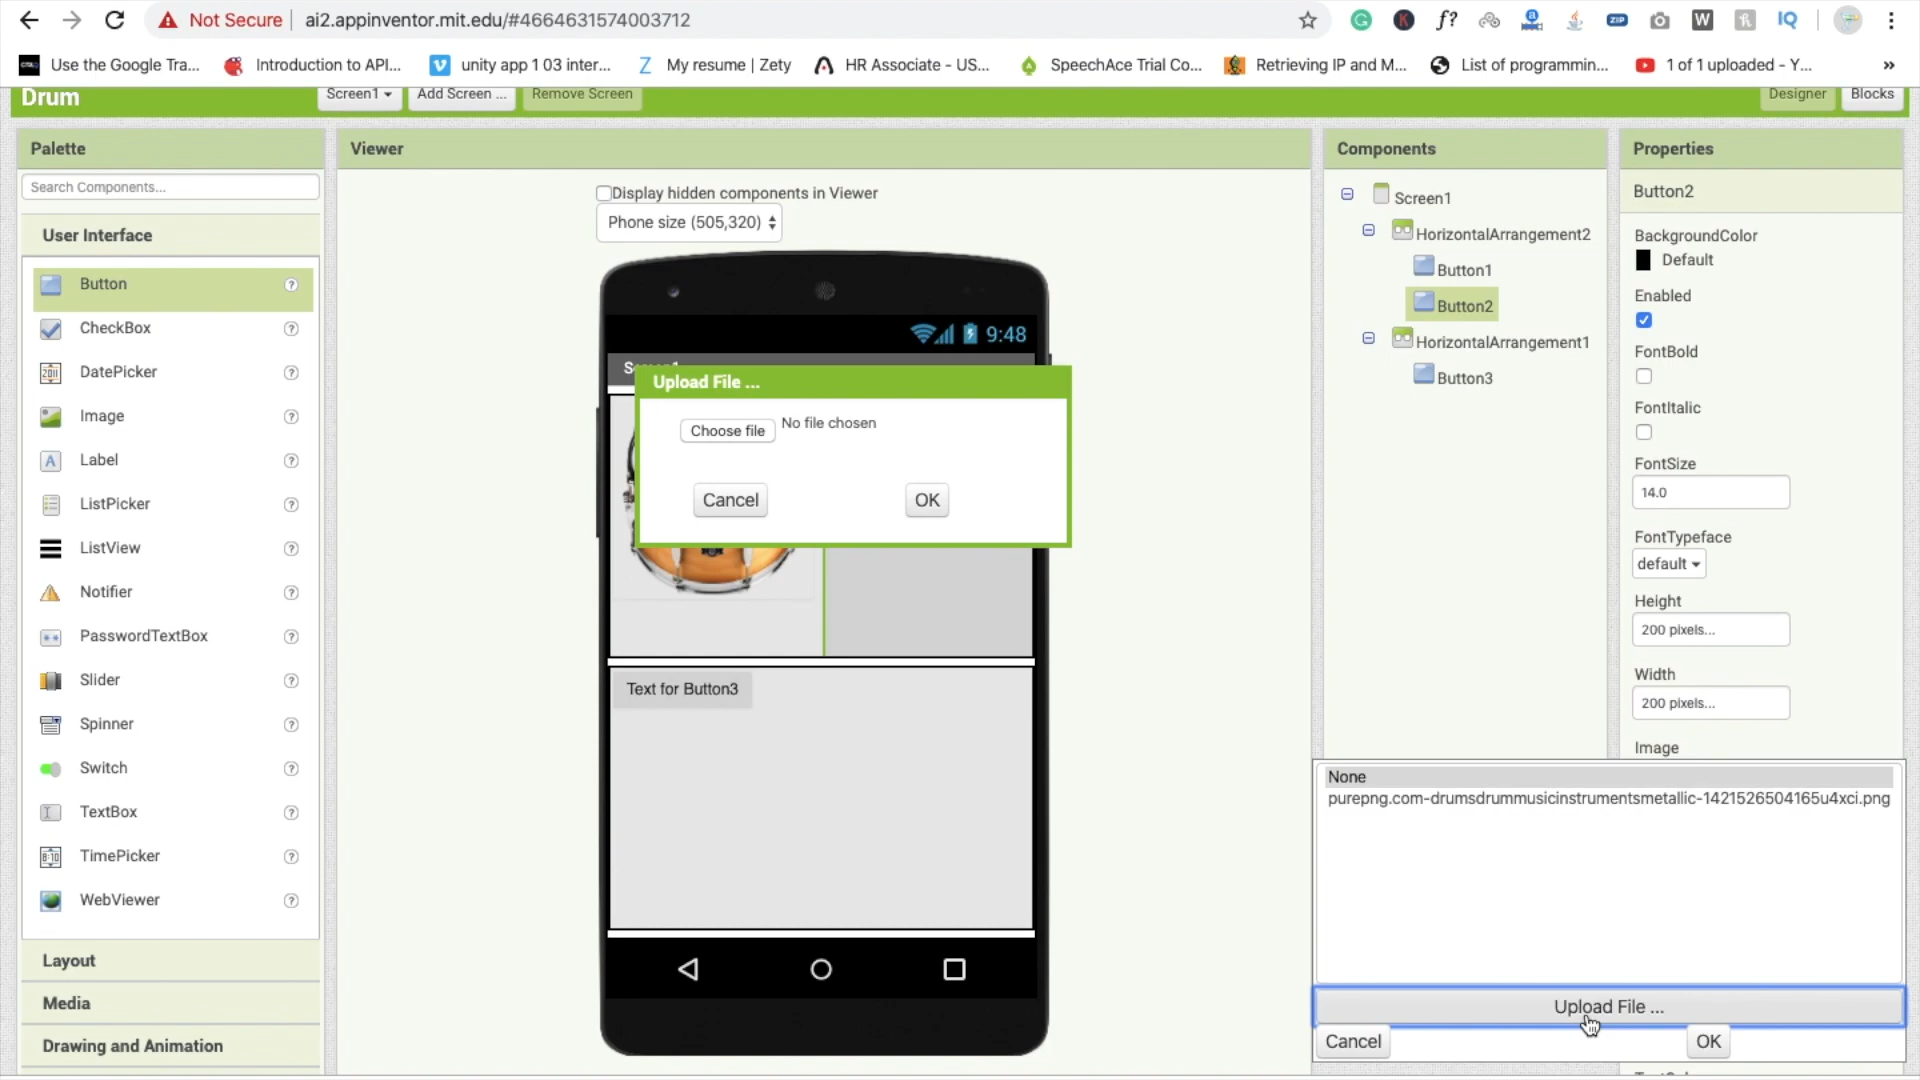 Not Secure
ai2.appinventor.mit.edu/#4664631574003712
Use the Google Tra...
Introduction to API...
unity app 1 03 inter...
My resume | Zety
HR Associate - US...
SpeechAce Trial Co...
Retrieving IP and M...
List of programmin...
1 of 1 uploaded - Y...
»
Drum
Screen1
Add Screen ...
Remove Screen
Designer
Blocks
Palette
Search Components...
User Interface
Button
CheckBox
DatePicker
Image
Label
ListPicker
ListView
Notifier
PasswordTextBox
Slider
Spinner
Switch
TextBox
TimePicker
WebViewer
Layout
Media
Drawing and Animation
Viewer
Display hidden components in Viewer
Phone size (505,320)
9:48
Upload File ...
Choose file
No file chosen
Cancel
OK
Text for Button3
Components
Screen1
HorizontalArrangement2
Button1
Button2
HorizontalArrangement1
Button3
Properties
Button2
BackgroundColor
Default
Enabled
FontBold
FontItalic
FontSize
14.0
FontTypeface
default
Height
200 pixels...
Width
200 pixels...
Image
None
purepng.com-drumsdrummusicinstrumentsmetallic-1421526504165u4xci.png
Upload File ...
Cancel
OK